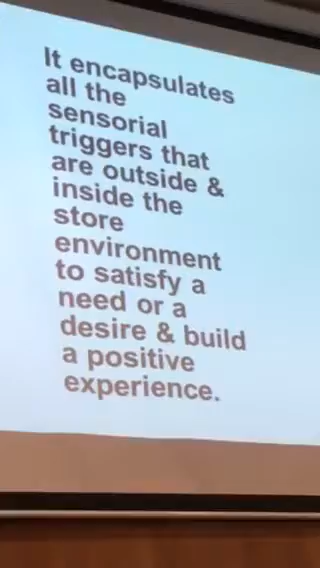 It encapsulates
all the
sensorial
triggers that
are outside &
inside the
store
environment
to satisfy a
need or a
desire & build
a positive
experience.